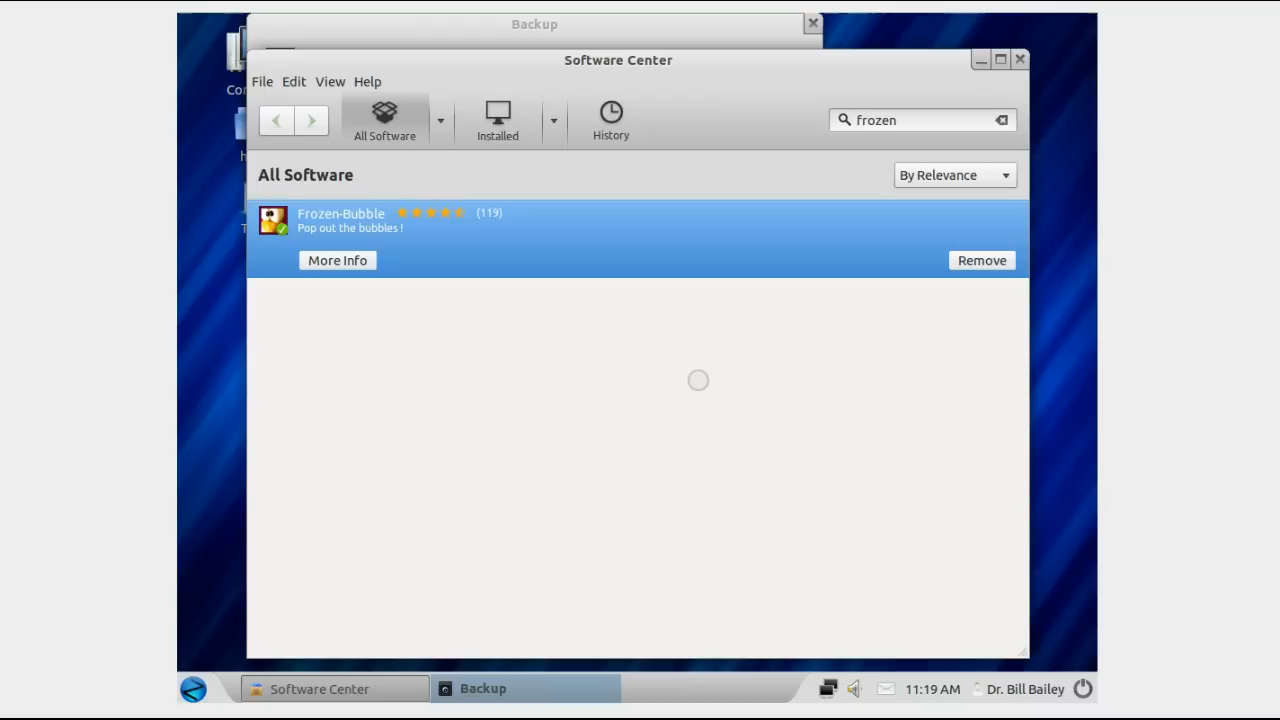 Backup
Software Center
File Edit View Help
All Software
Installed
History
frozen
All Software
By Relevance
Frozen-Bubble (119)
Pop out the bubbles !
More Info
Remove
Software Center
Backup
11:19 AM
Dr. Bill Bailey